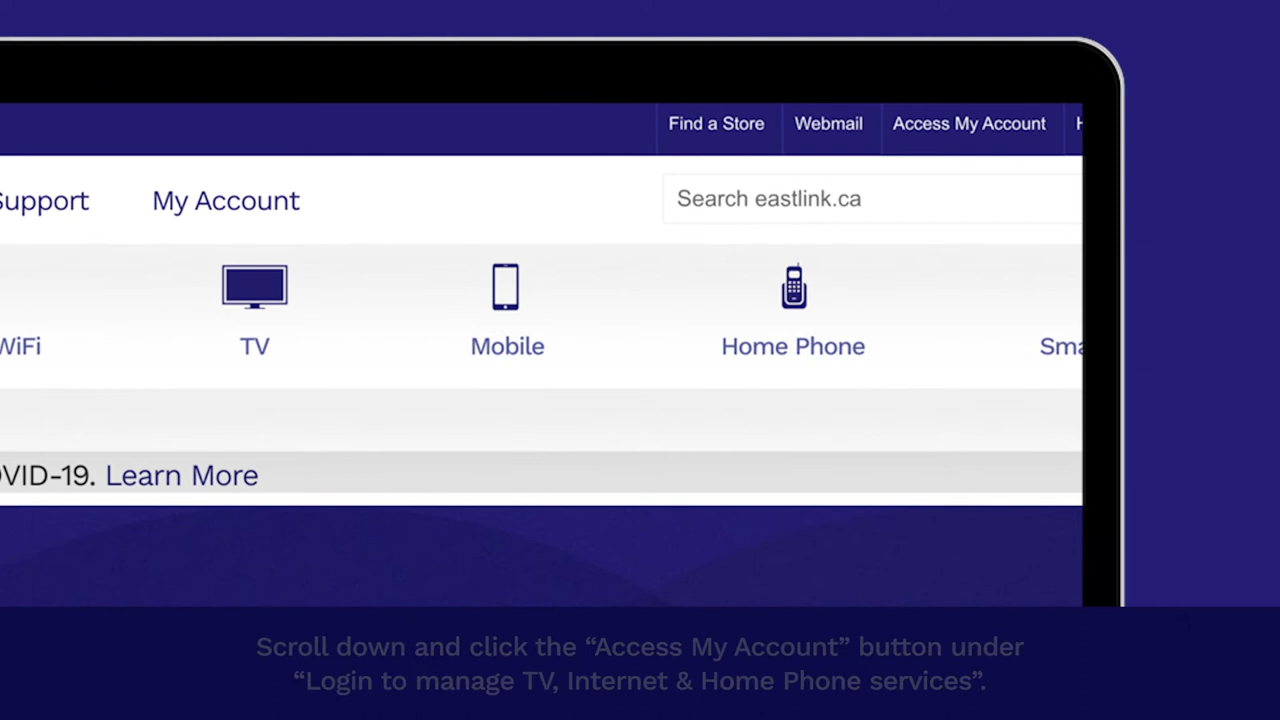 Find a Store Webmail Access My Account
Support My Account Search eastlink.ca
WiFi TV Mobile Home Phone
OVID-19. Learn More
Scroll down and click the “Access My Account” button under
“Login to manage TV, Internet & Home Phone services”.